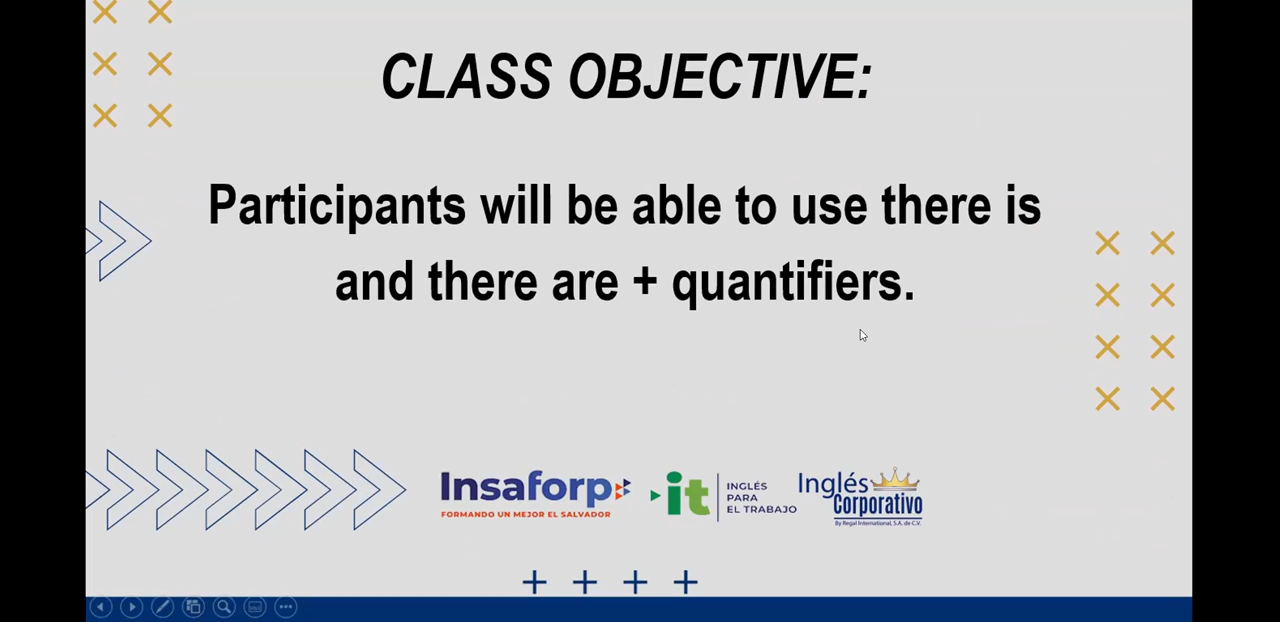 CLASS OBJECTIVE:
Participants will be able to use there is
and there are + quantifiers.
Insaforp
FORMANDO UN MEJOR EL SALVADOR
it
INGLÉS
PARA
EL TRABAJO
Inglés
Corporativo
By Regal International, S.A. de C.V.